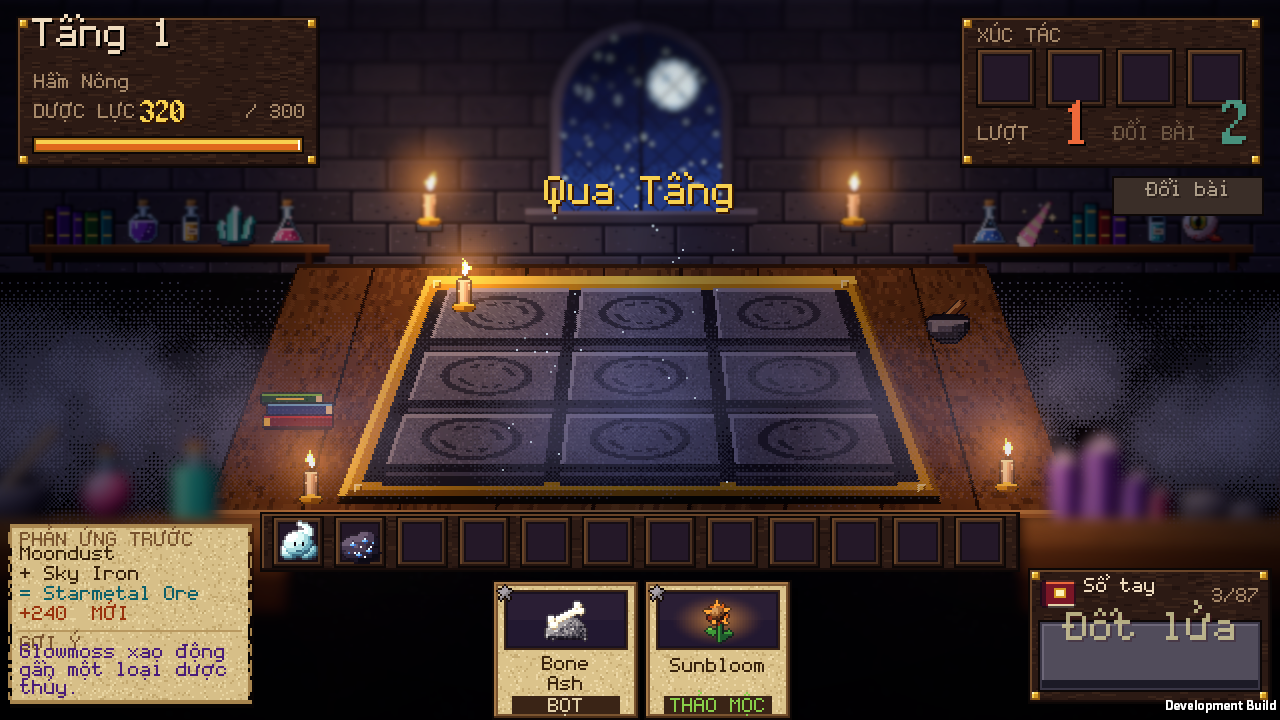 Tầng 1
Hầm Nông
DƯỢC LỰC 320 / 300
XÚC TÁC
LƯỢT 1 ĐỔI BÀI 2
Đổi bài
Qua Tầng
PHẢN ỨNG TRƯỚC
Moondust
+ Sky Iron
= Starmetal Ore
+240 MỚI
GỢI Ý
Glowmoss xao động
gần một loại dược
thủy.
Bone
Ash
BỘT
Sunbloom
THẢO MỘC
Sổ tay
3/87
Đốt lửa
Development Build